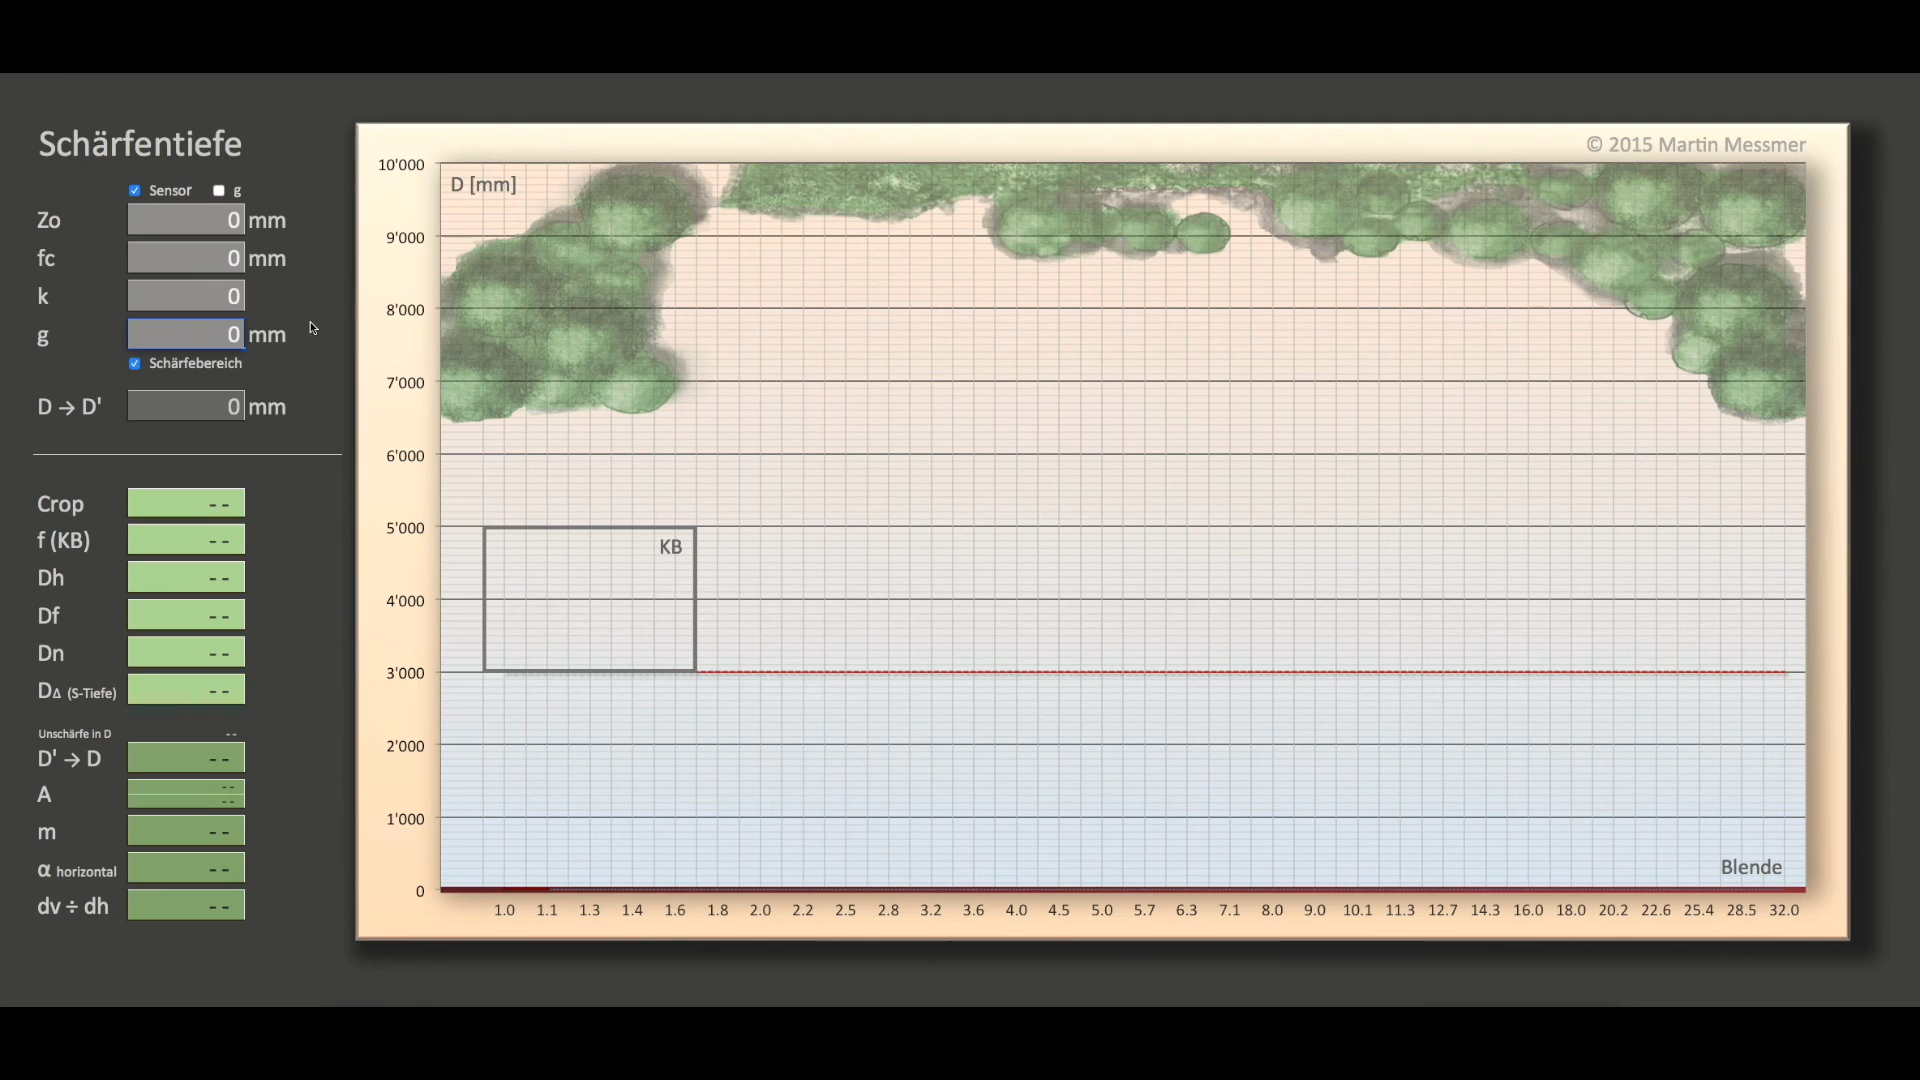 Schärfentiefe
Sensor g
Zo 0 mm
fc 0 mm
k 0
g 0 mm
Schärfebereich
D → D' 0 mm
Crop --
f (KB) --
Dh --
Df --
Dn --
DΔ (S-Tiefe) --
Unschärfe in D --
D' → D --
A --
--
m --
α horizontal --
dv ÷ dh --
© 2015 Martin Messmer
D [mm]
10'000
9'000
8'000
7'000
6'000
5'000
4'000
3'000
2'000
1'000
0
KB
Blende
1.0 1.1 1.3 1.4 1.6 1.8 2.0 2.2 2.5 2.8 3.2 3.6 4.0 4.5 5.0 5.7 6.3 7.1 8.0 9.0 10.1 11.3 12.7 14.3 16.0 18.0 20.2 22.6 25.4 28.5 32.0